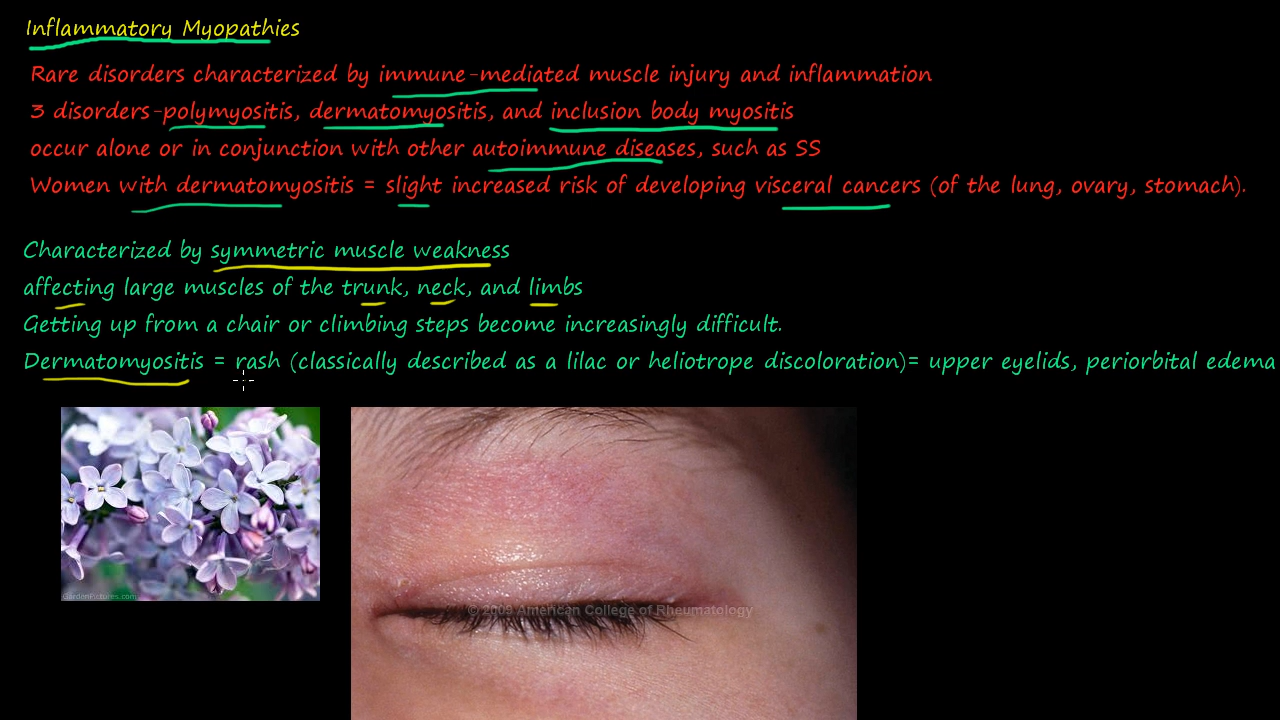 Inflammatory Myopathies
Rare disorders characterized by immune-mediated muscle injury and inflammation
3 disorders-polymyositis, dermatomyositis, and inclusion body myositis
occur alone or in conjunction with other autoimmune diseases, such as SS
Women with dermatomyositis = slight increased risk of developing visceral cancers (of the lung, ovary, stomach).
Characterized by symmetric muscle weakness
affecting large muscles of the trunk, neck, and limbs
Getting up from a chair or climbing steps become increasingly difficult.
Dermatomyositis = rash (classically described as a lilac or heliotrope discoloration)= upper eyelids, periorbital edema
GardenPictures.com
© 2009 American College of Rheumatology